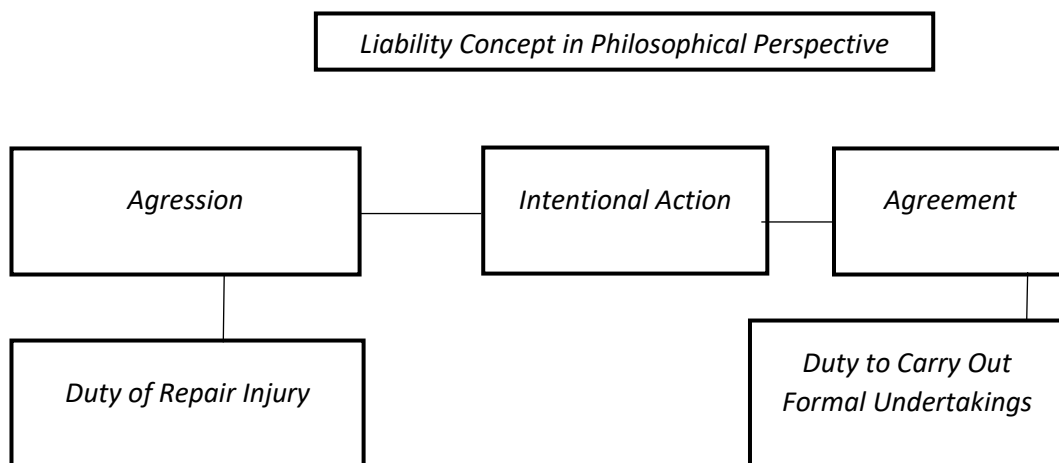 Liability Concept in Philosophical Perspective
Agression
Intentional Action
Agreement
Duty of Repair Injury
Duty to Carry Out
Formal Undertakings